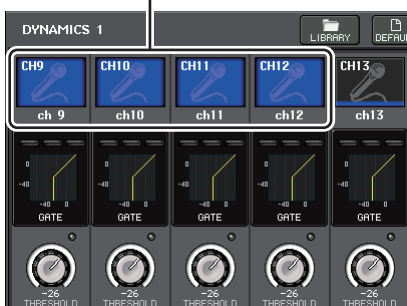 DYNAMICS 1
LIBRARY
DEFAU
CH9 CH10 CH11 CH12 CH13
ch 9 ch10 ch11 ch12 ch13
0 0 0 0 0
-40 -40 -40 -40 -40
-40 0 -40 0 -40 0 -40 0 -40 0
GATE GATE GATE GATE GATE
-26 -26 -26 -26 -26
THRESHOLD THRESHOLD THRESHOLD THRESHOLD THRESHOLD